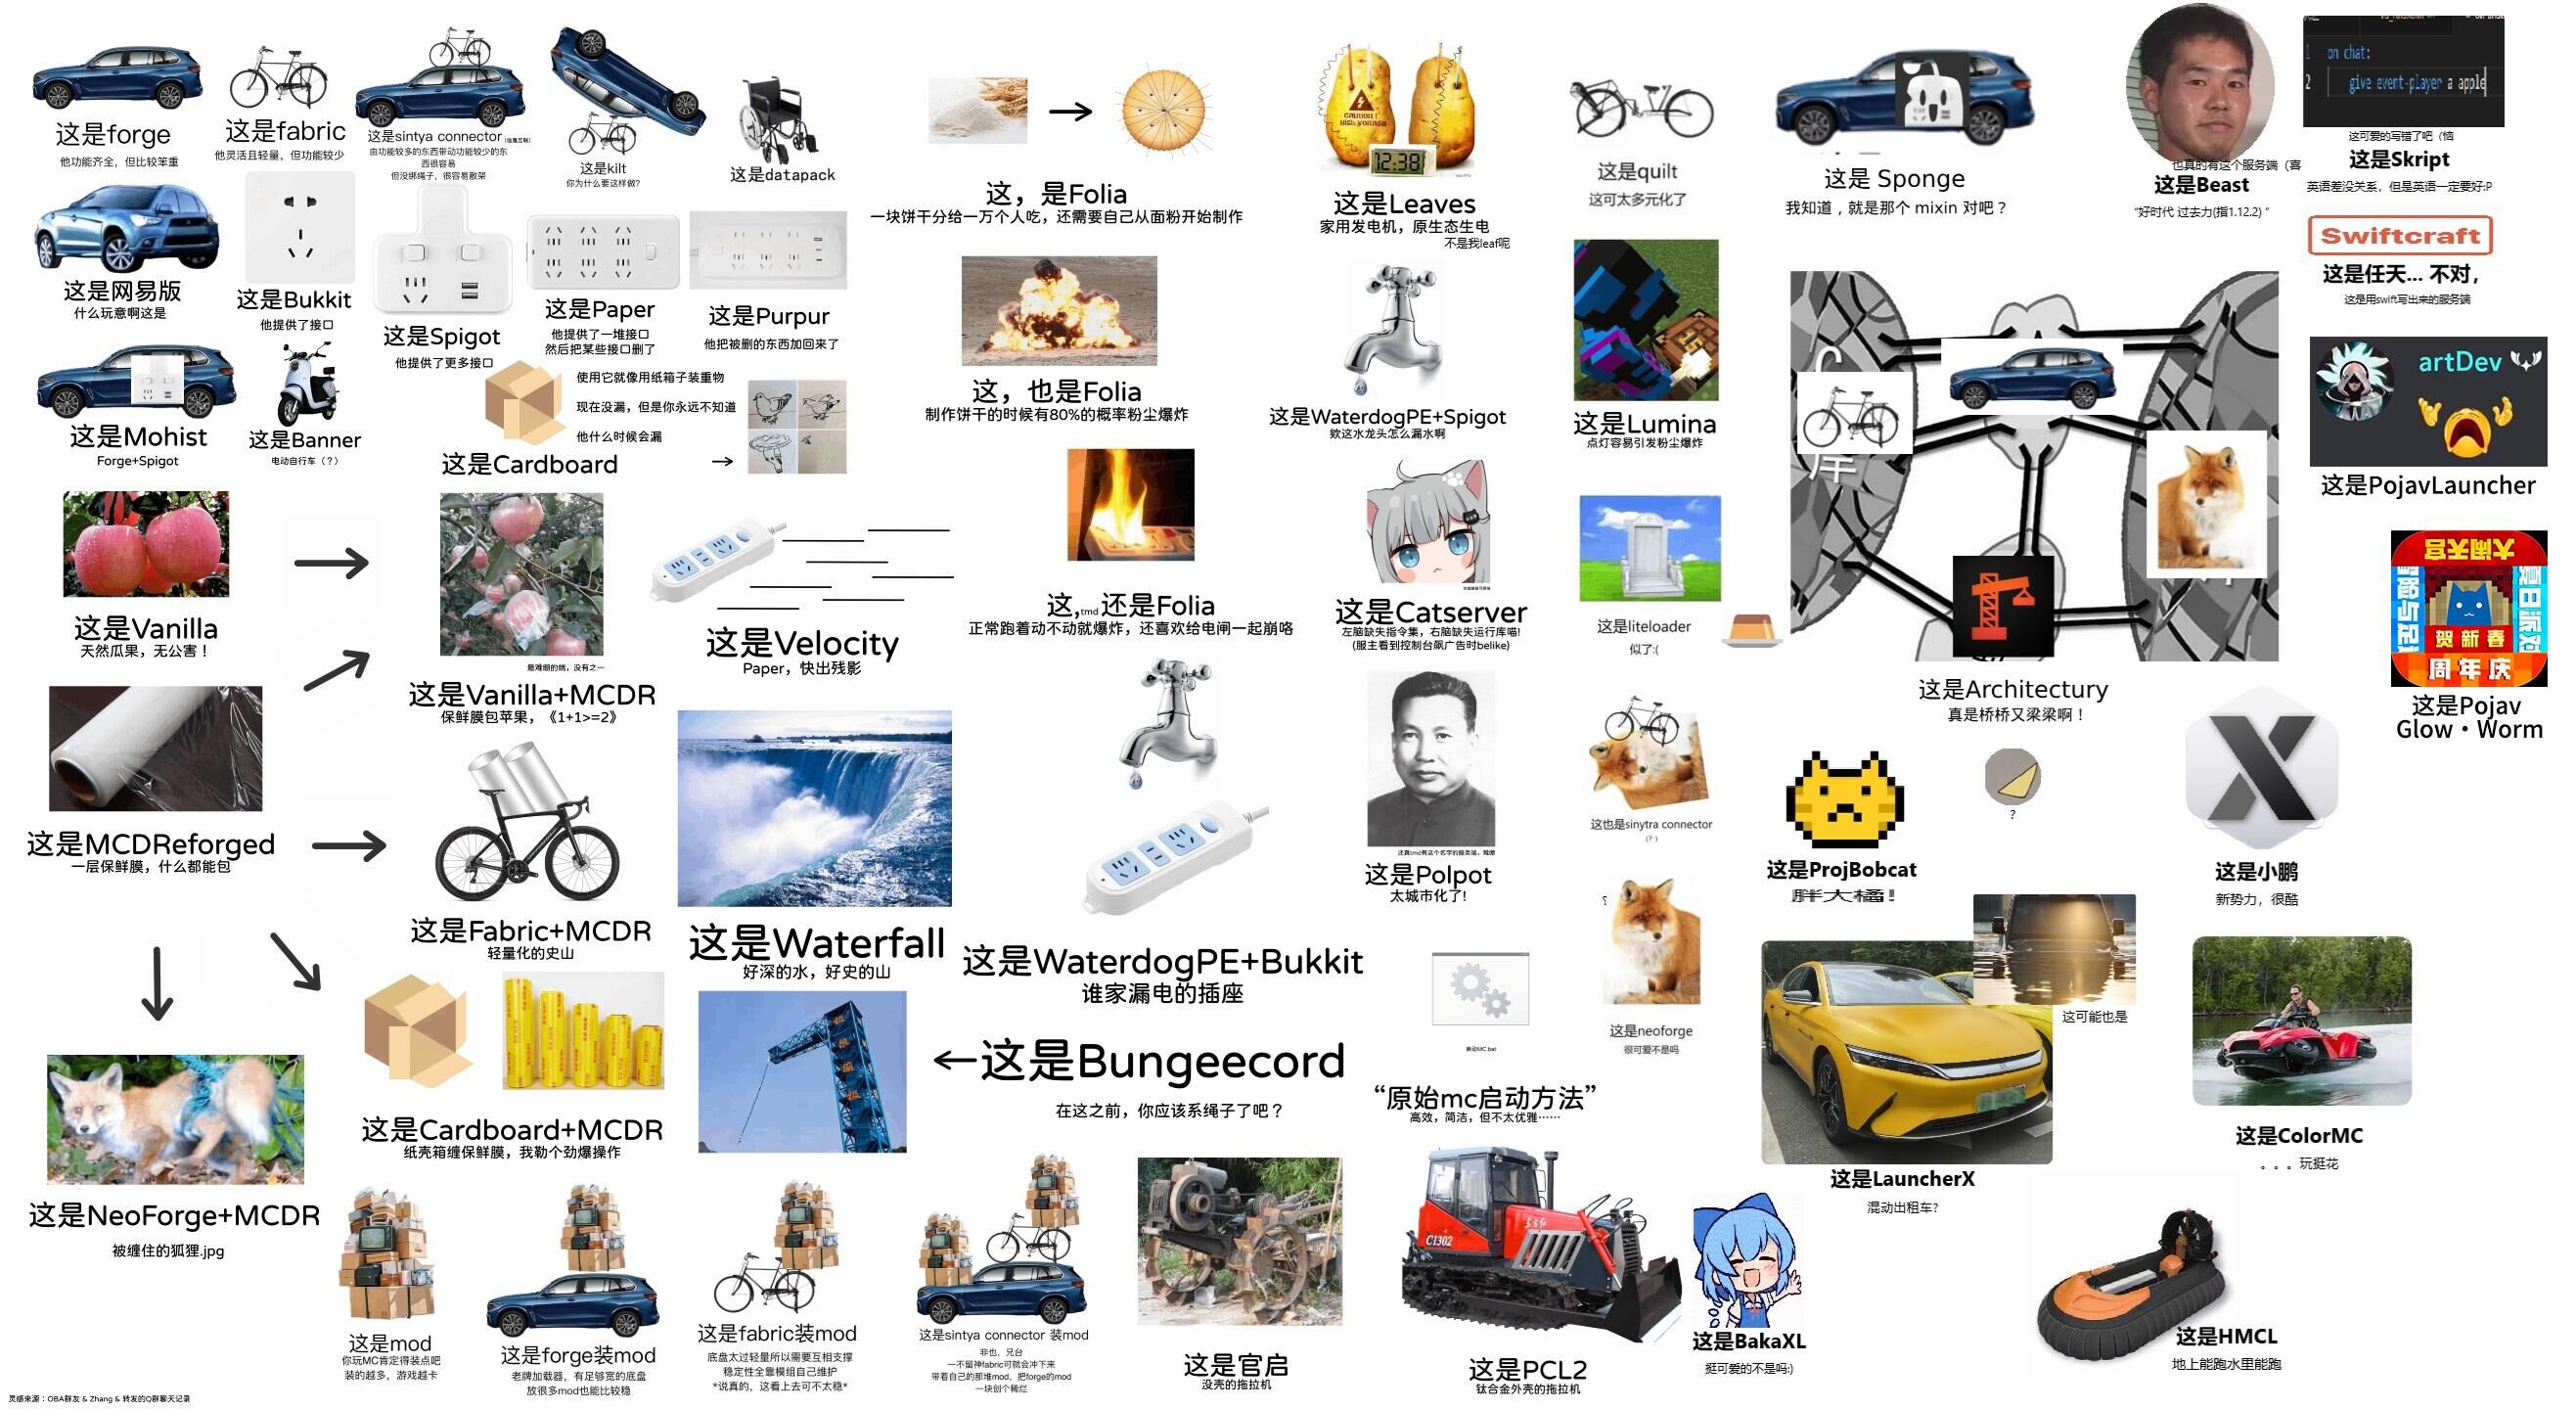 这是forge
他功能齐全，但比较笨重
这是fabric
他灵活且轻量，但功能较少
这是sintya connector
由功能较多的东西带动功能较少的东
西很容易
但没绑绳子，很容易散架
这是kilt
你为什么要这样做?
这是datapack
这是网易版
什么玩意啊这是
这是Bukkit
他提供了接口
这是Spigot
他提供了更多接口
这是Paper
他提供了一堆接口
然后把某些接口删了
这是Purpur
他把被删的东西加回来了
这是Mohist
Forge+Spigot
这是Banner
电动自行车（?）
使用它就像用纸箱子装重物
现在没漏，但是你永远不知道
他什么时候会漏
这是Cardboard
这是Vanilla
天然瓜果，无公害！
最难绷的端，没有之一
这是Vanilla+MCDR
保鲜膜包苹果，《1+1>=2》
这是Velocity
Paper，快出残影
这是MCDReforged
一层保鲜膜，什么都能包
这是Fabric+MCDR
轻量化的史山
这是Waterfall
好深的水，好史的山
这是NeoForge+MCDR
被缠住的狐狸.jpg
这是Cardboard+MCDR
纸壳箱缠保鲜膜，我勒个劲爆操作
←这是Bungeecord
在这之前，你应该系绳子了吧？
这是mod
你玩MC肯定得装点吧
装的越多，游戏越卡
这是forge装mod
老牌加载器，有足够宽的底盘
放很多mod也能比较稳
这是fabric装mod
底盘太过轻量所以需要互相支撑
稳定性全靠模组自己维护
*说真的，这看上去可不太稳*
这是sintya connector 装mod
非也，兄台
一不留神fabric可就会冲下来
带着自己的那堆mod，把forge的mod
一块创个稀烂
灵感来源：OBA群友 & Zhang & 转发的Q群聊天记录
这，是Folia
一块饼干分给一万个人吃，还需要自己从面粉开始制作
这，也是Folia
制作饼干的时候有80%的概率粉尘爆炸
这,tmd还是Folia
正常跑着动不动就爆炸，还喜欢给电闸一起崩咯
这是WaterdogPE+Bukkit
谁家漏电的插座
这是官启
没壳的拖拉机
12:38
这是Leaves
家用发电机，原生态生电
不是我leaf呢
这是WaterdogPE+Spigot
欸这水龙头怎么漏水啊
这是Catserver
左脑缺失指令集，右脑缺失运行库喵!
(服主看到控制台飙广告时belike)
还真tmd有这个名字的服务端，难绷
这是Polpot
太城市化了!
启动MC.bat
“原始mc启动方法”
高效，简洁，但不太优雅……
C1302
这是PCL2
钛合金外壳的拖拉机
这是quilt
这可太多元化了
这是Lumina
点灯容易引发粉尘爆炸
这是liteloader
似了:(
这也是sinytra connector
(？)
?
这是neoforge
很可爱不是吗
这是BakaXL
挺可爱的不是吗:)
这是 Sponge
我知道，就是那个 mixin 对吧？
库
这是Architectury
真是桥桥又梁梁啊！
这是ProjBobcat
胖大橘!
?
这可能也是
这是LauncherX
混动出租车?
这是HMCL
地上能跑水里能跑
也真的有这个服务端（喜
这是Beast
“好时代 过去力(指1.12.2) ”
1 on chat:
2 give event-player a apple
这可爱的写错了吧（恼
这是Skript
英语差没关系，但是英语一定要好:P
Swiftcraft
这是任天... 不对，
这是用swift写出来的服务端
artDev
这是PojavLauncher
大闹天宫
贺新春
夏日派对
周年庆
这是Pojav
Glow·Worm
这是小鹏
新势力，很酷
这是ColorMC
。。。玩挺花